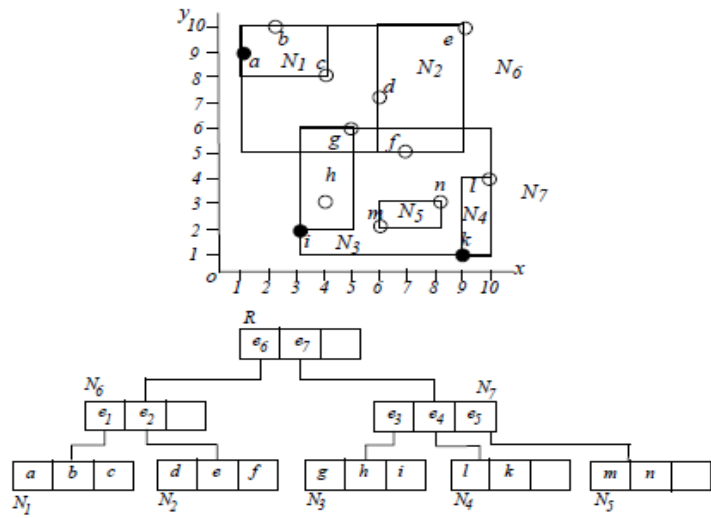 y
10 b e
9 a N1 c N2 N6
8
7 d
6
5 g f
4 h l
3 n N7
2 m N5 N4
1 i N3 k
o 1 2 3 4 5 6 7 8 9 10 x
R
e6 e7
N6 N7
e1 e2 e3 e4 e5
a b c d e f g h i l k m n
N1 N2 N3 N4 N5